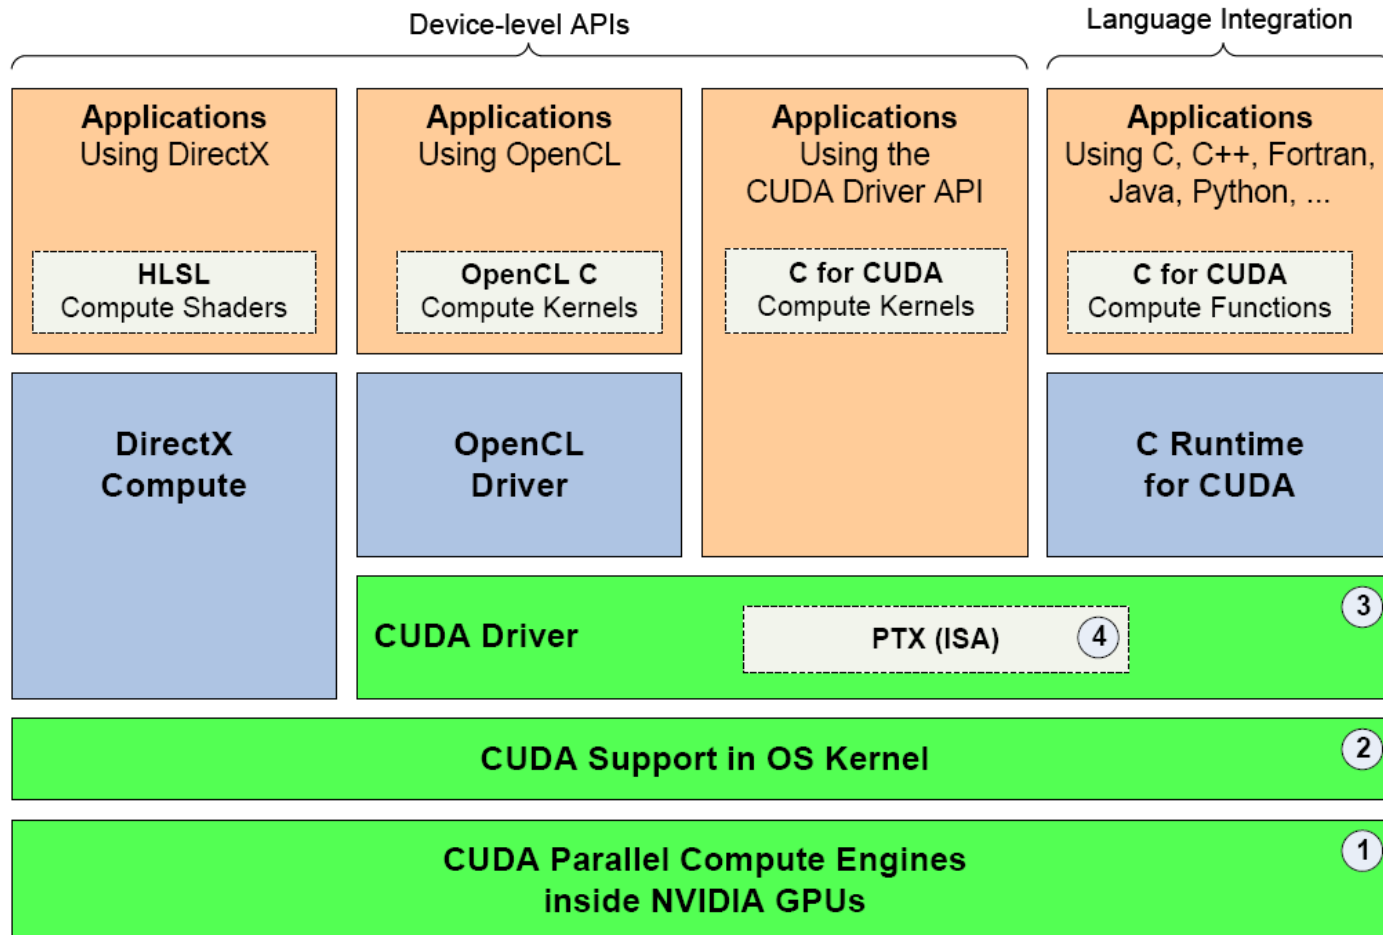 Device-level APIs
Language Integration
Applications
Using DirectX
HLSL
Compute Shaders
Applications
Using OpenCL
OpenCL C
Compute Kernels
Applications
Using the
CUDA Driver API
C for CUDA
Compute Kernels
Applications
Using C, C++, Fortran,
Java, Python, ...
C for CUDA
Compute Functions
DirectX
Compute
OpenCL
Driver
C Runtime
for CUDA
3
CUDA Driver
PTX (ISA)
4
CUDA Support in OS Kernel
2
CUDA Parallel Compute Engines
inside NVIDIA GPUs
1